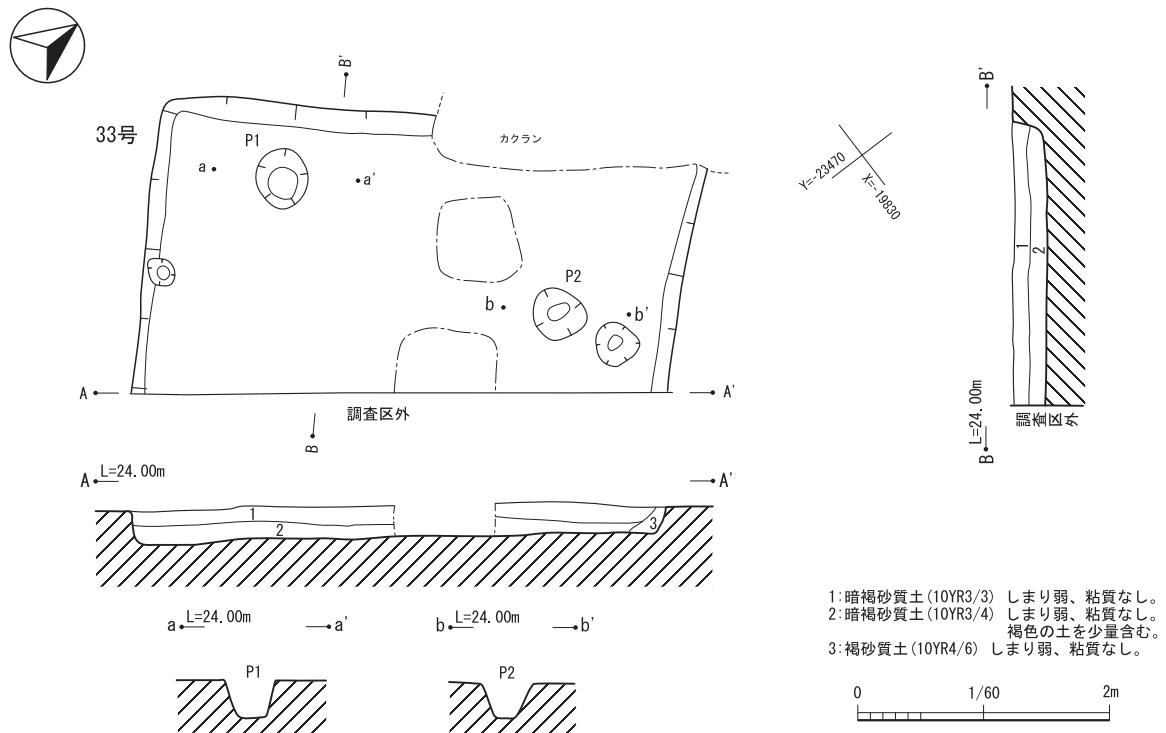 33号
B'
カクラン
P1
a
a'
P2
b
b'
A
A'
調査区外
B
Y=-23470
X=-19830
B'
1
2
調査区外
L=24.00m
B
A
L=24.00m
A'
1
2
3
a
L=24.00m
a'
P1
b
L=24.00m
b'
P2
1:暗褐砂質土(10YR3/3) しまり弱、粘質なし。
2:暗褐砂質土(10YR3/4) しまり弱、粘質なし。
褐色の土を少量含む。
3:褐砂質土(10YR4/6) しまり弱、粘質なし。
0
1/60
2m